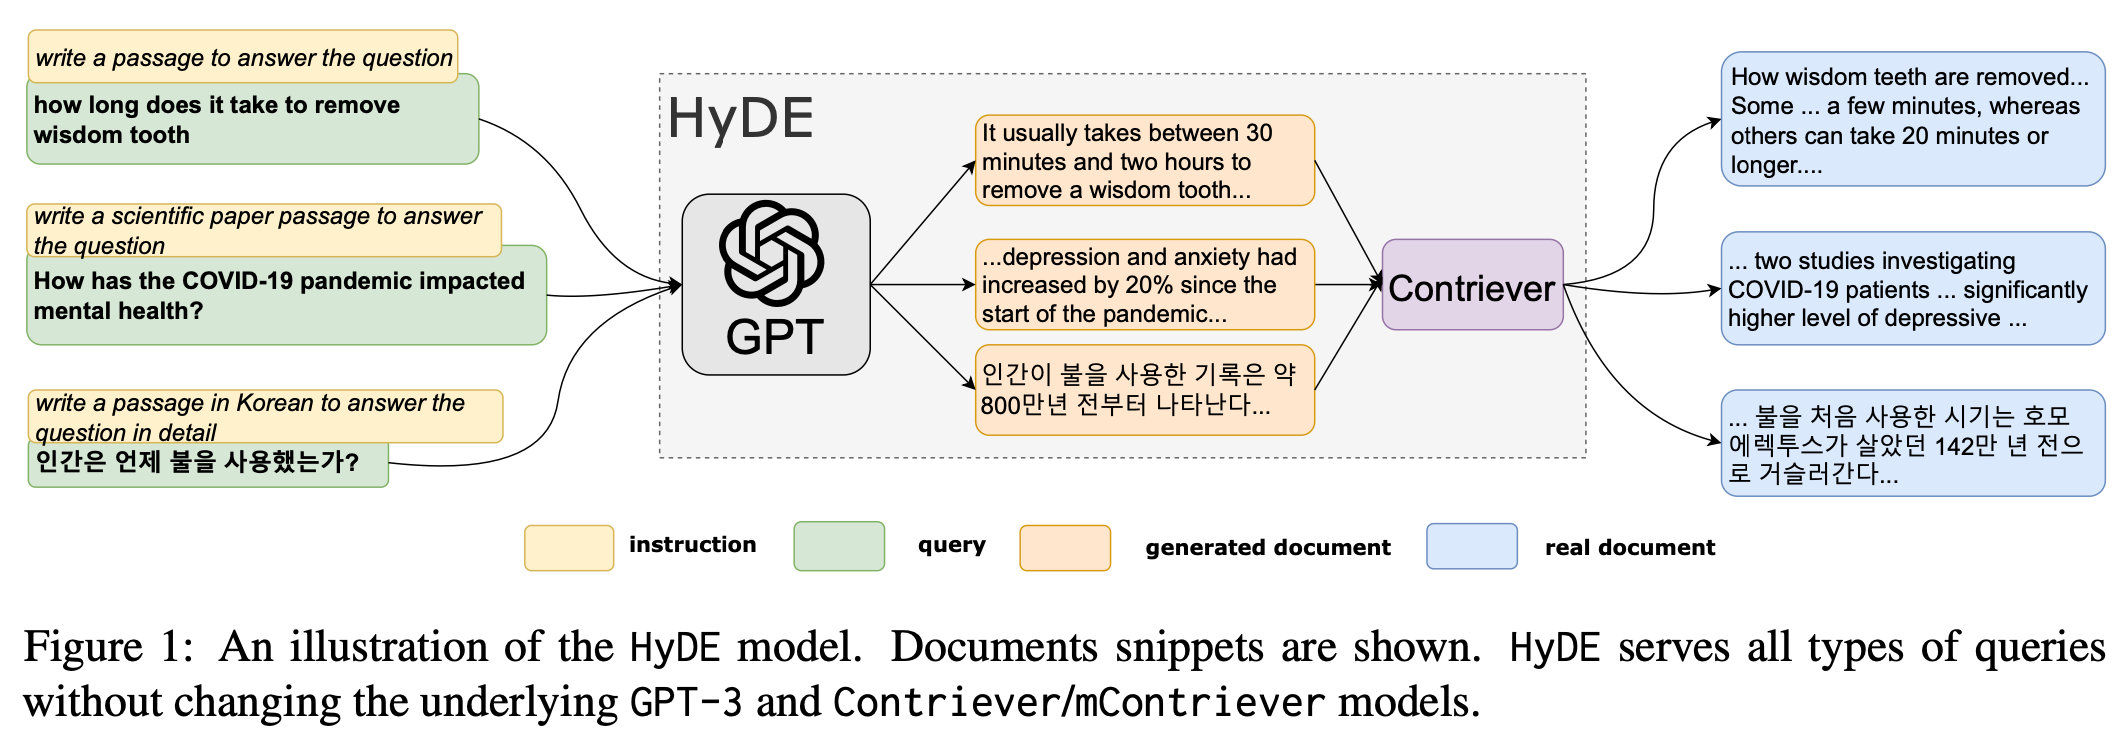 write a passage to answer the question
how long does it take to remove
wisdom tooth
write a scientific paper passage to answer
the question
How has the COVID-19 pandemic impacted
mental health?
write a passage in Korean to answer the
question in detail
인간은 언제 불을 사용했는가?
HyDE
GPT
It usually takes between 30
minutes and two hours to
remove a wisdom tooth...
...depression and anxiety had
increased by 20% since the
start of the pandemic...
인간이 불을 사용한 기록은 약
800만년 전부터 나타난다...
Contriever
How wisdom teeth are removed...
Some ... a few minutes, whereas
others can take 20 minutes or
longer....
... two studies investigating
COVID-19 patients ... significantly
higher level of depressive ...
... 불을 처음 사용한 시기는 호모
에렉투스가 살았던 142만 년 전으
로 거슬러간다...
instruction
query
generated document
real document
Figure 1: An illustration of the HyDE model. Documents snippets are shown. HyDE serves all types of queries
without changing the underlying GPT-3 and Contriever/mContriever models.